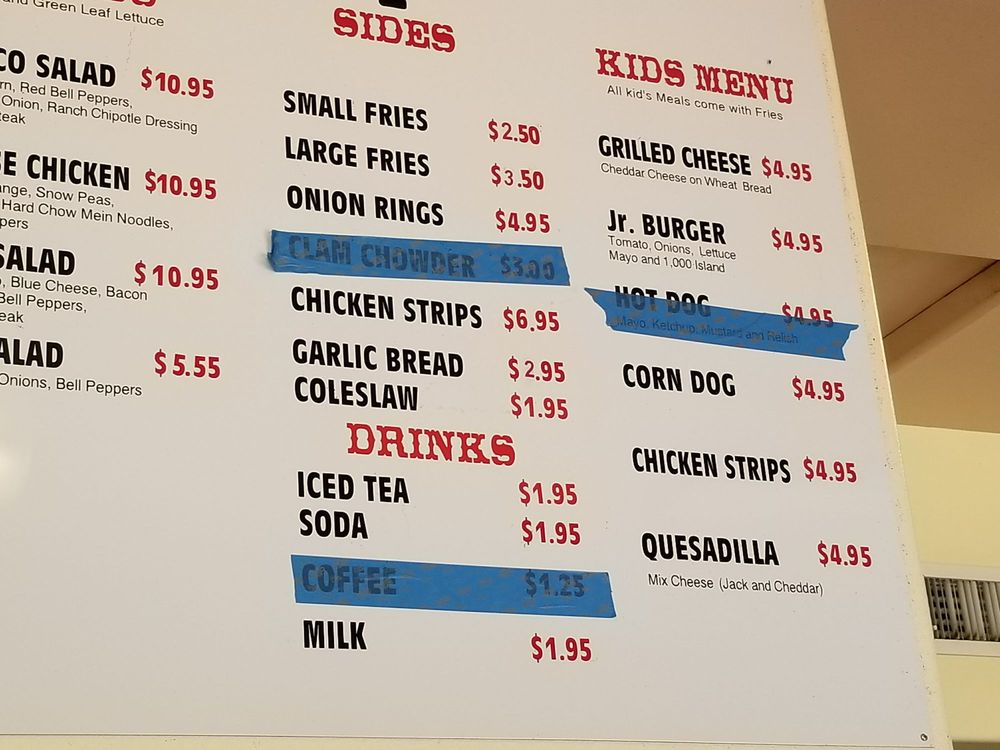 and Green Leaf Lettuce
CO SALAD $10.95
rn, Red Bell Peppers,
Onion, Ranch Chipotle Dressing
teak
E CHICKEN $10.95
ange, Snow Peas,
Hard Chow Mein Noodles,
pers
SALAD $10.95
, Blue Cheese, Bacon
Bell Peppers,
eak
ALAD $5.55
Onions, Bell Peppers
SIDES
SMALL FRIES $2.50
LARGE FRIES $3.50
ONION RINGS $4.95
CLAM CHOWDER $3.00
CHICKEN STRIPS $6.95
GARLIC BREAD $2.95
COLESLAW $1.95
DRINKS
ICED TEA $1.95
SODA $1.95
COFFEE $1.25
MILK $1.95
KIDS MENU
All kid's Meals come with Fries
GRILLED CHEESE $4.95
Cheddar Cheese on Wheat Bread
Jr. BURGER $4.95
Tomato, Onions, Lettuce
Mayo and 1,000 Island
HOT DOG $4.95
Mayo, Ketchup, Mustard and Relish
CORN DOG $4.95
CHICKEN STRIPS $4.95
QUESADILLA $4.95
Mix Cheese (Jack and Cheddar)